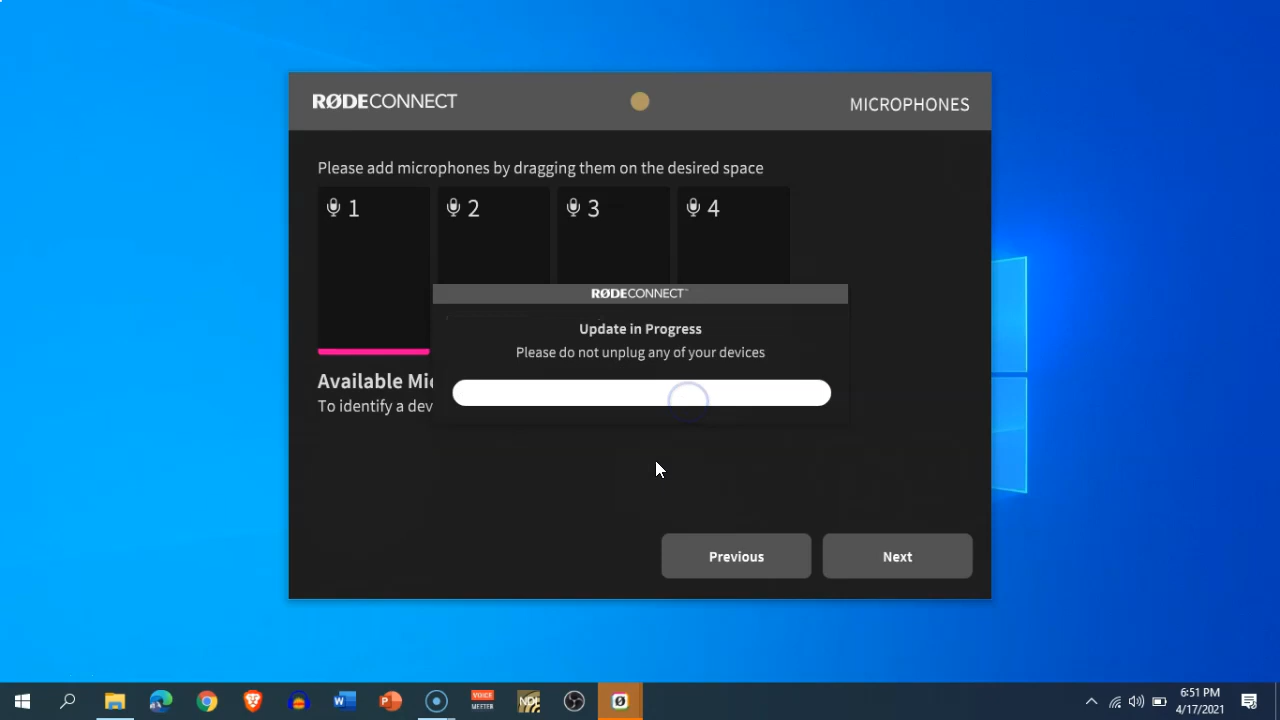 RØDECONNECT
MICROPHONES
Please add microphones by dragging them on the desired space
1
2
3
4
RØDECONNECT™
Update in Progress
Please do not unplug any of your devices
Available Mic
To identify a dev
Previous
Next
VOICE
MEETER
NDI
6:51 PM
4/17/2021